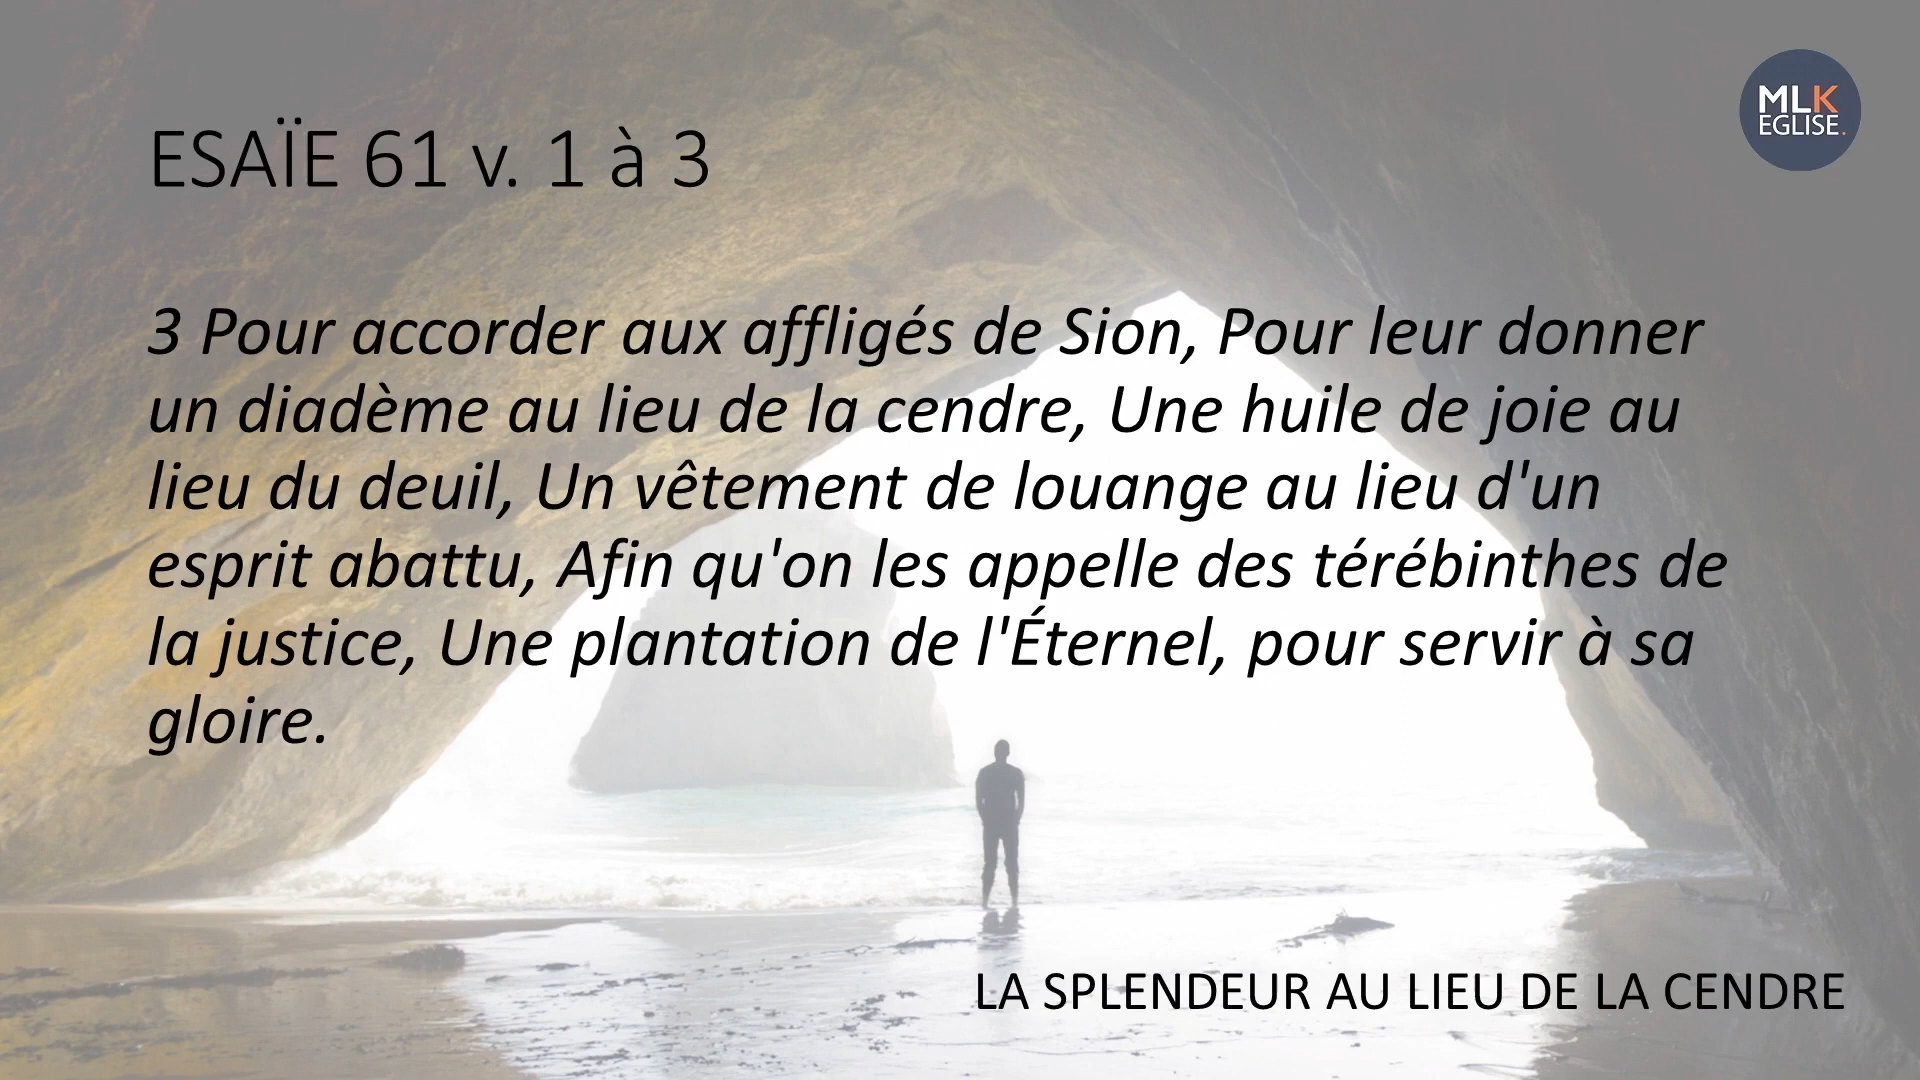 MLK
EGLISE.
ESAÏE 61 v. 1 à 3
3 Pour accorder aux affligés de Sion, Pour leur donner
un diadème au lieu de la cendre, Une huile de joie au
lieu du deuil, Un vêtement de louange au lieu d'un
esprit abattu, Afin qu'on les appelle des térébinthes de
la justice, Une plantation de l'Éternel, pour servir à sa
gloire.
LA SPLENDEUR AU LIEU DE LA CENDRE